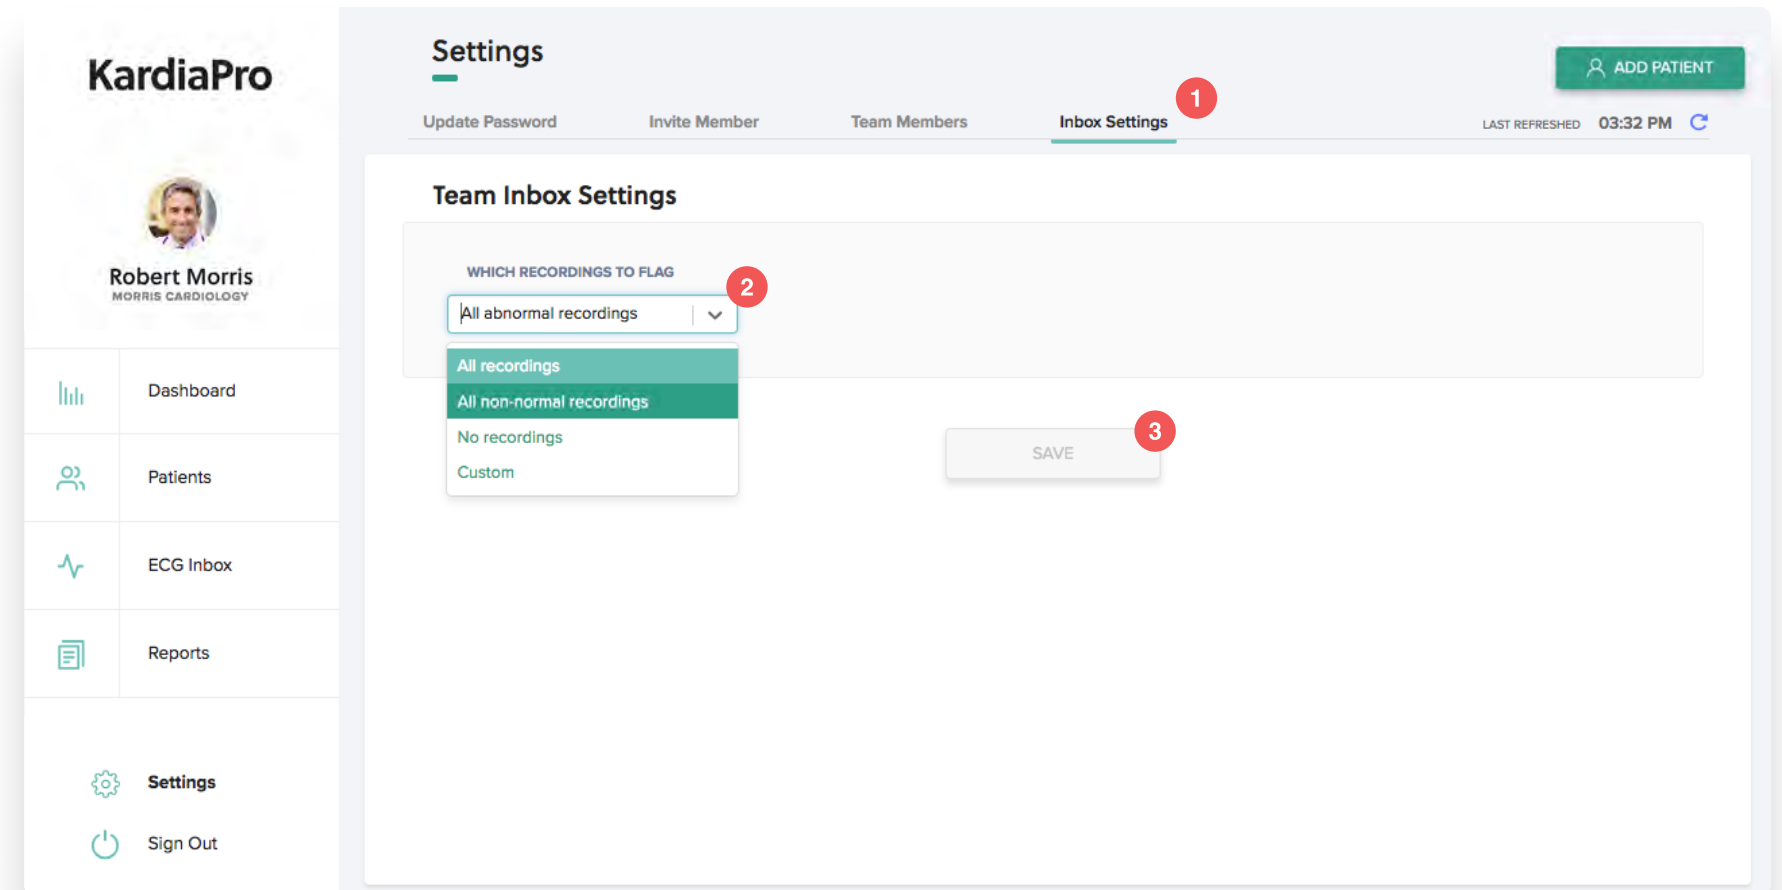 KardiaPro
Robert Morris
MORRIS CARDIOLOGY
Dashboard
Patients
ECG Inbox
Reports
Settings
Sign Out
Settings
ADD PATIENT
Update Password
Invite Member
Team Members
Inbox Settings
1
LAST REFRESHED 03:32 PM
Team Inbox Settings
WHICH RECORDINGS TO FLAG
2
All abnormal recordings
All recordings
All non-normal recordings
No recordings
Custom
SAVE
3